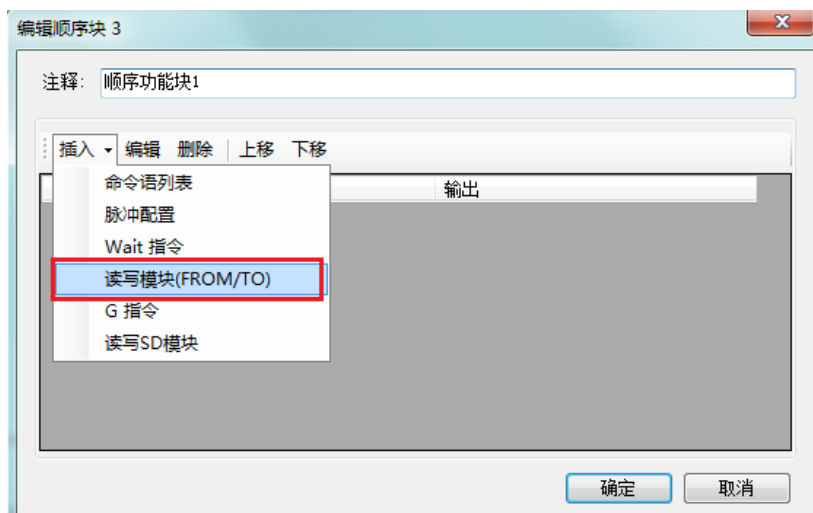 编辑顺序块 3
注释: 顺序功能块1
插入 编辑 删除 上移 下移
输出
命令语列表
脉冲配置
Wait 指令
读写模块(FROM/TO)
G 指令
读写SD模块
确定 取消